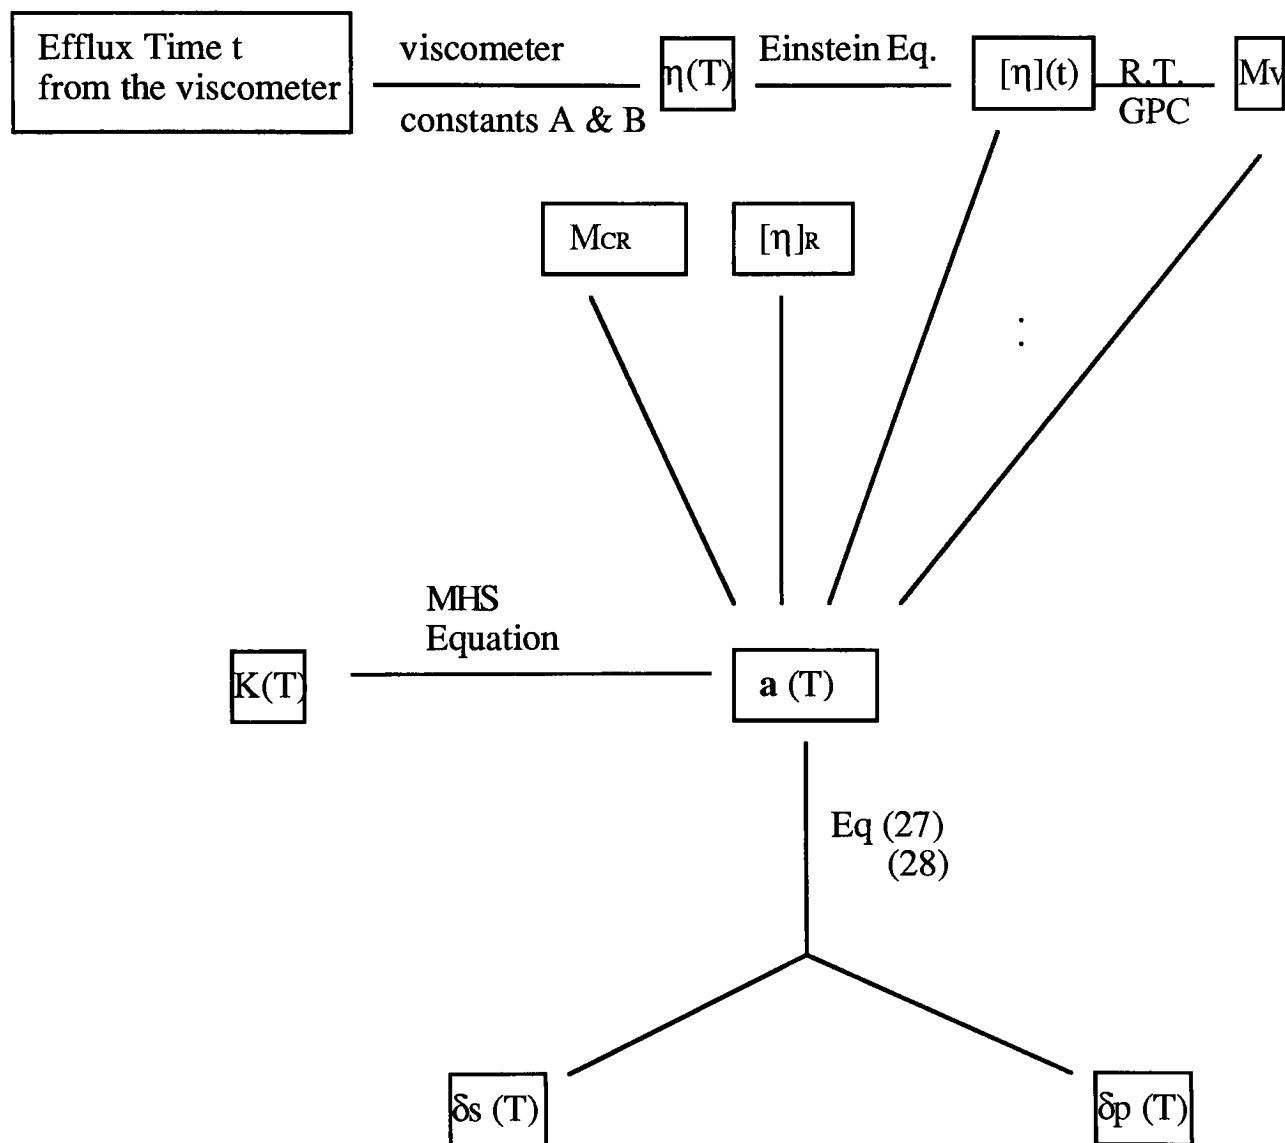 Efflux Time t
from the viscometer
viscometer
constants A & B
η(T)
Einstein Eq.
[η](t)
R.T.
GPC
Mv
MCR
[η]R
:
MHS
Equation
K(T)
a (T)
Eq (27)
(28)
δs (T)
δp (T)